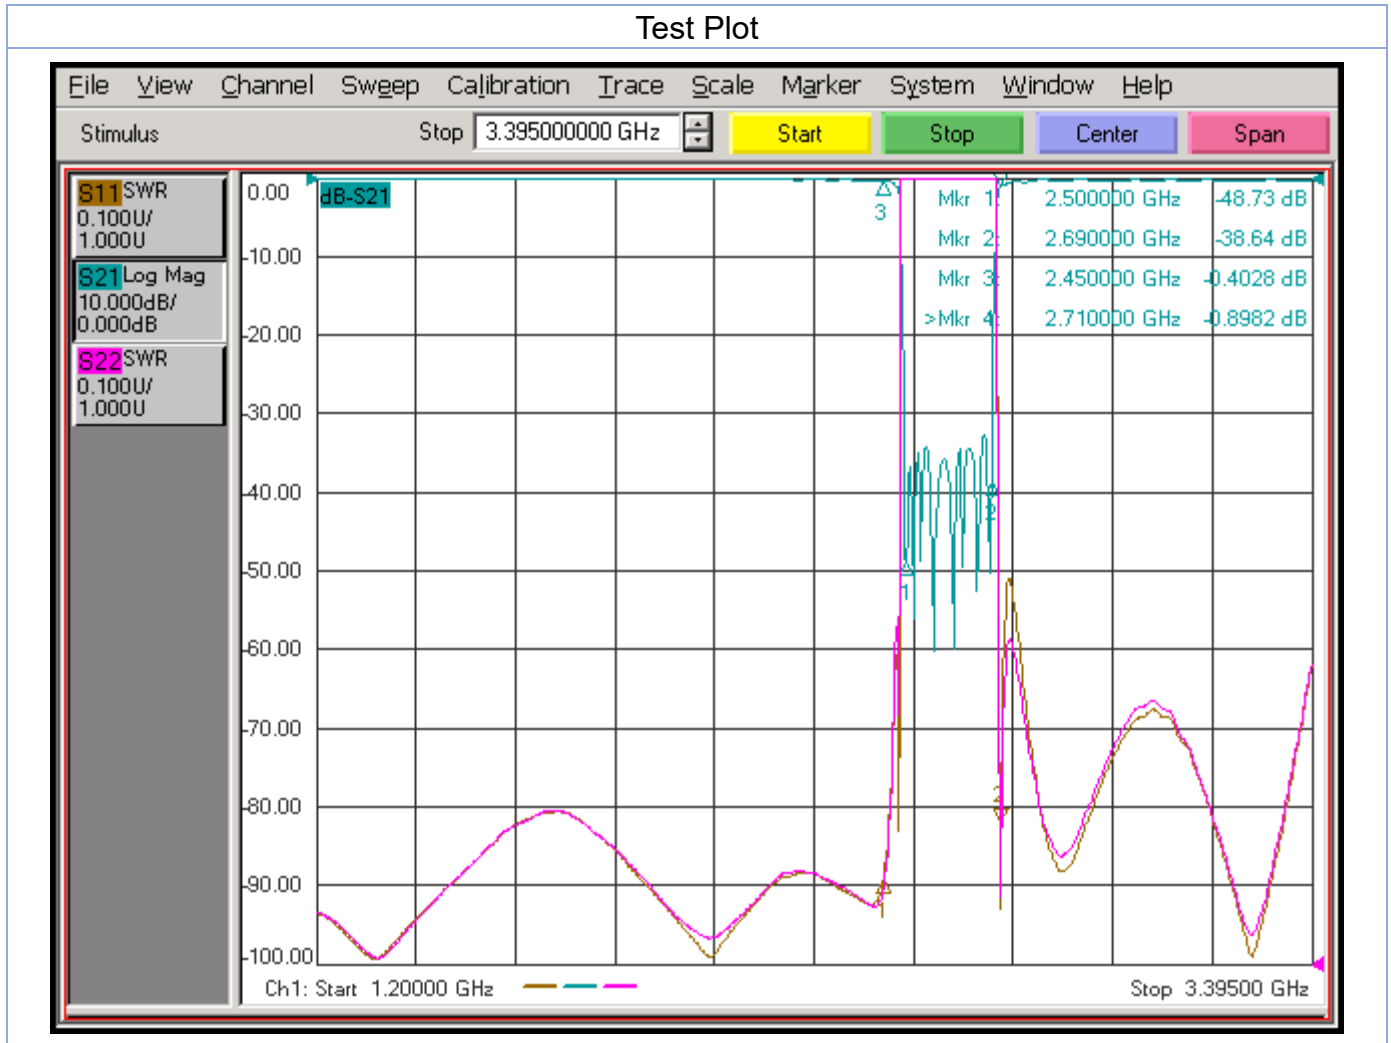 Test Plot
File View Channel Sweep Calibration Trace Scale Marker System Window Help
Stimulus Stop 3.395000000 GHz Start Stop Center Span
S11 SWR
0.100U/
1.000U
S21 Log Mag
10.000dB/
0.000dB
S22 SWR
0.100U/
1.000U
0.00
-10.00
-20.00
-30.00
-40.00
-50.00
-60.00
-70.00
-80.00
-90.00
-100.00
dB-S21
3
Mkr 1: 2.500000 GHz -48.73 dB
Mkr 2: 2.690000 GHz -38.64 dB
Mkr 3: 2.450000 GHz -0.4028 dB
>Mkr 4: 2.710000 GHz -0.8982 dB
1
2
Ch1: Start 1.20000 GHz
Stop 3.39500 GHz